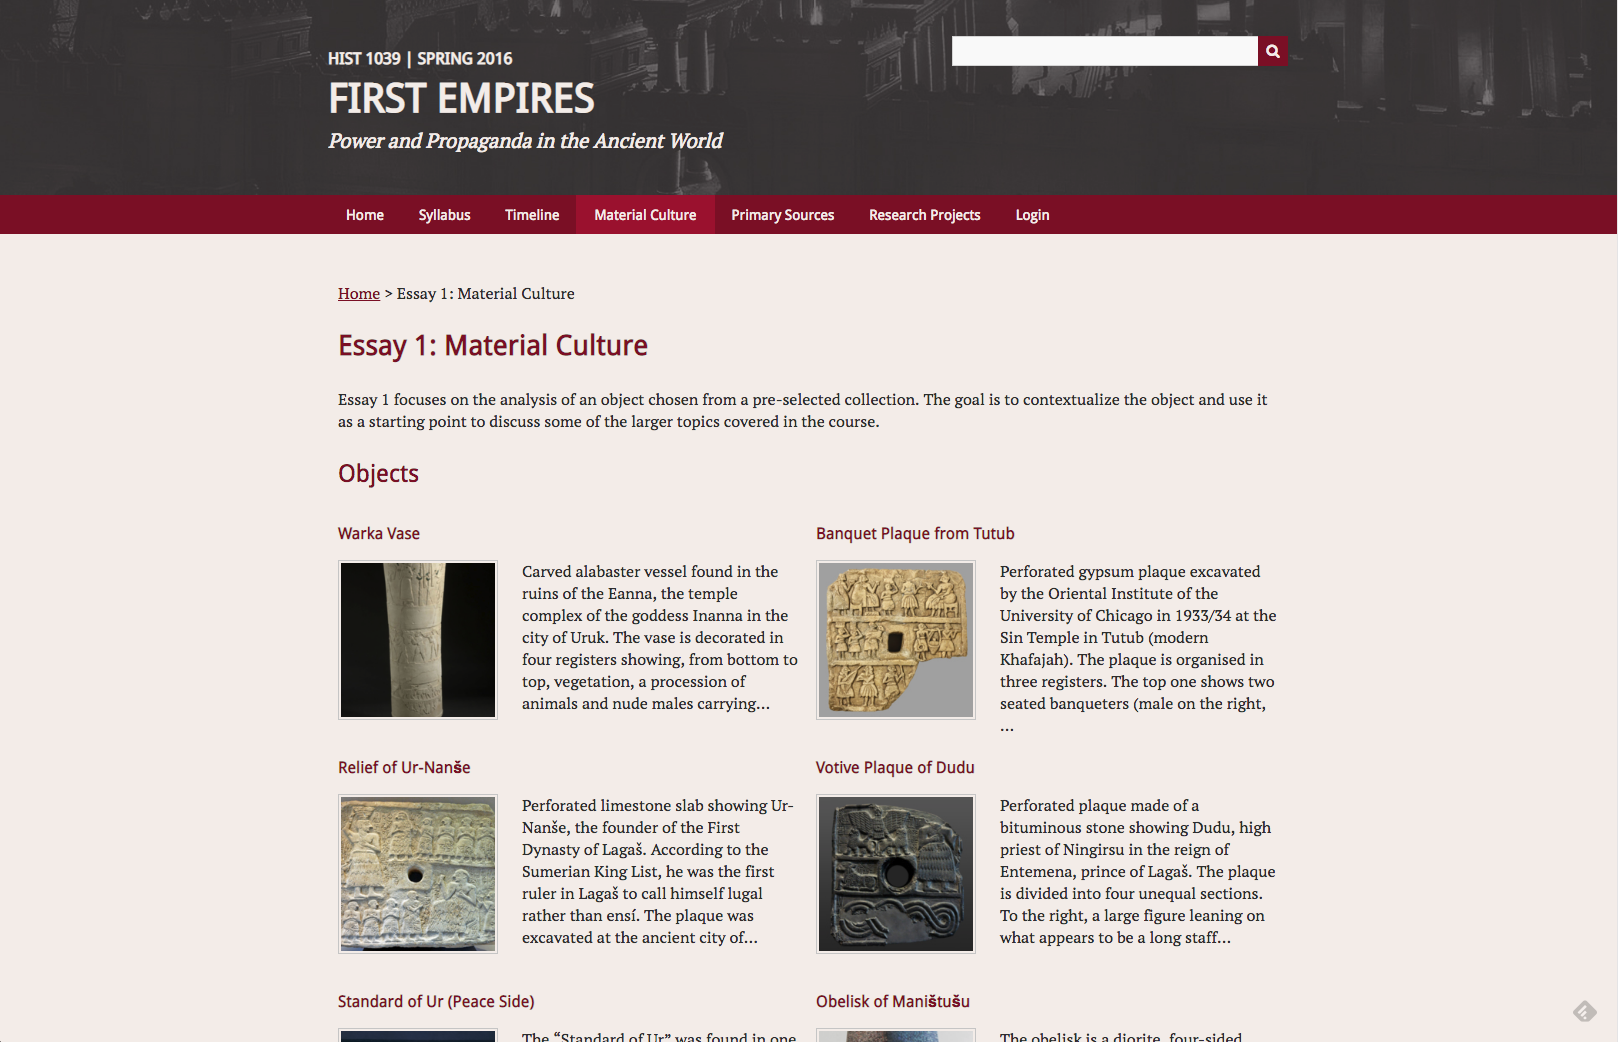 HIST 1039 | SPRING 2016
FIRST EMPIRES
Power and Propaganda in the Ancient World
Home Syllabus Timeline Material Culture Primary Sources Research Projects Login
Home > Essay 1: Material Culture
Essay 1: Material Culture
Essay 1 focuses on the analysis of an object chosen from a pre-selected collection. The goal is to contextualize the object and use it
as a starting point to discuss some of the larger topics covered in the course.
Objects
Warka Vase
Carved alabaster vessel found in the
ruins of the Eanna, the temple
complex of the goddess Inanna in the
city of Uruk. The vase is decorated in
four registers showing, from bottom to
top, vegetation, a procession of
animals and nude males carrying…
Banquet Plaque from Tutub
Perforated gypsum plaque excavated
by the Oriental Institute of the
University of Chicago in 1933/34 at the
Sin Temple in Tutub (modern
Khafajah). The plaque is organised in
three registers. The top one shows two
seated banqueters (male on the right,
…
Relief of Ur-Nanše
Perforated limestone slab showing Ur-
Nanše, the founder of the First
Dynasty of Lagaš. According to the
Sumerian King List, he was the first
ruler in Lagaš to call himself lugal
rather than ensí. The plaque was
excavated at the ancient city of…
Votive Plaque of Dudu
Perforated plaque made of a
bituminous stone showing Dudu, high
priest of Ningirsu in the reign of
Entemena, prince of Lagaš. The plaque
is divided into four unequal sections.
To the right, a large figure leaning on
what appears to be a long staff…
Standard of Ur (Peace Side)
The “Standard of Ur” was found in one
Obelisk of Maništušu
The obelisk is a diorite, four-sided